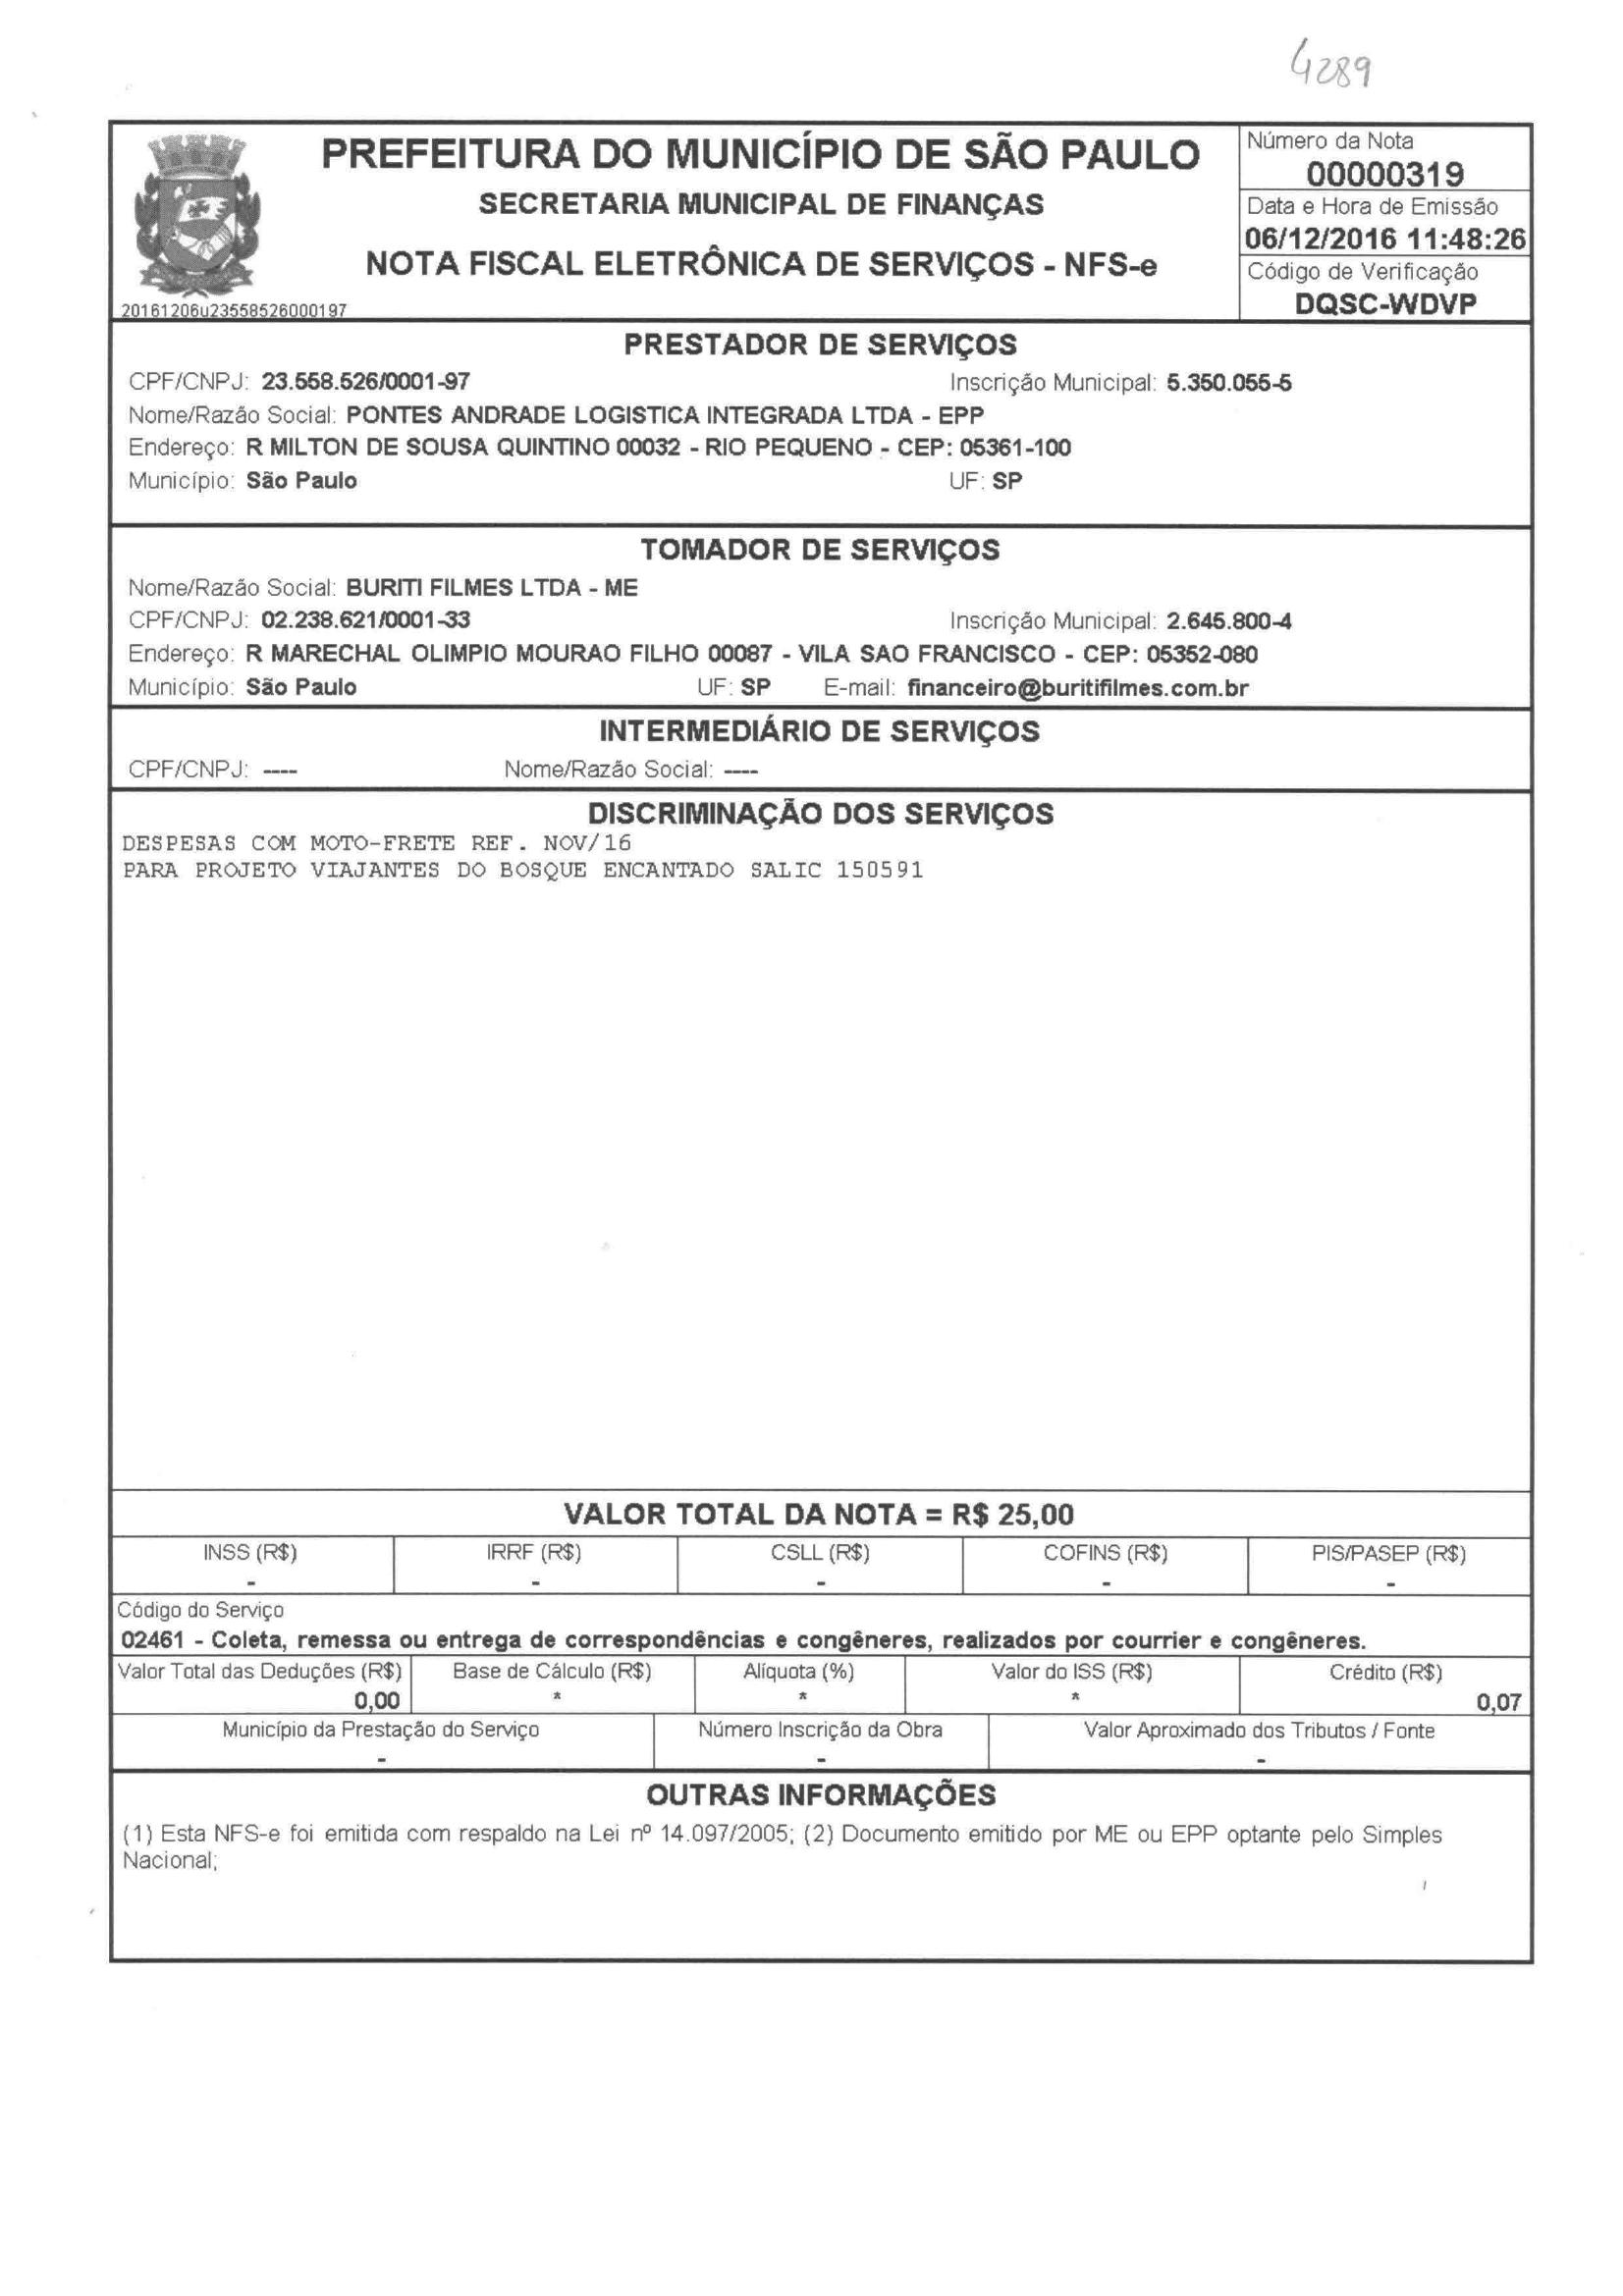 4289
PREFEITURA DO MUNICÍPIO DE SÃO PAULO
SECRETARIA MUNICIPAL DE FINANÇAS
NOTA FISCAL ELETRÔNICA DE SERVIÇOS - NFS-e
20161206u23558526000197
Número da Nota
00000319
Data e Hora de Emissão
06/12/2016 11:48:26
Código de Verificação
DQSC-WDVP
PRESTADOR DE SERVIÇOS
CPF/CNPJ: 23.558.526/0001-97 Inscrição Municipal: 5.350.055-5
Nome/Razão Social: PONTES ANDRADE LOGISTICA INTEGRADA LTDA - EPP
Endereço: R MILTON DE SOUSA QUINTINO 00032 - RIO PEQUENO - CEP: 05361-100
Município: São Paulo UF: SP
TOMADOR DE SERVIÇOS
Nome/Razão Social: BURITI FILMES LTDA - ME
CPF/CNPJ: 02.238.621/0001-33 Inscrição Municipal: 2.645.800-4
Endereço: R MARECHAL OLIMPIO MOURAO FILHO 00087 - VILA SAO FRANCISCO - CEP: 05352-080
Município: São Paulo UF: SP E-mail: financeiro@buritifilmes.com.br
INTERMEDIÁRIO DE SERVIÇOS
CPF/CNPJ: ---- Nome/Razão Social: ----
DISCRIMINAÇÃO DOS SERVIÇOS
DESPESAS COM MOTO-FRETE REF. NOV/16
PARA PROJETO VIAJANTES DO BOSQUE ENCANTADO SALIC 150591
VALOR TOTAL DA NOTA = R$ 25,00
INSS (R$) IRRF (R$) CSLL (R$) COFINS (R$) PIS/PASEP (R$)
- - - - -
Código do Serviço
02461 - Coleta, remessa ou entrega de correspondências e congêneres, realizados por courrier e congêneres.
Valor Total das Deduções (R$) Base de Cálculo (R$) Alíquota (%) Valor do ISS (R$) Crédito (R$)
0,00 * * * 0,07
Município da Prestação do Serviço Número Inscrição da Obra Valor Aproximado dos Tributos / Fonte
- - -
OUTRAS INFORMAÇÕES
(1) Esta NFS-e foi emitida com respaldo na Lei nº 14.097/2005; (2) Documento emitido por ME ou EPP optante pelo Simples
Nacional;